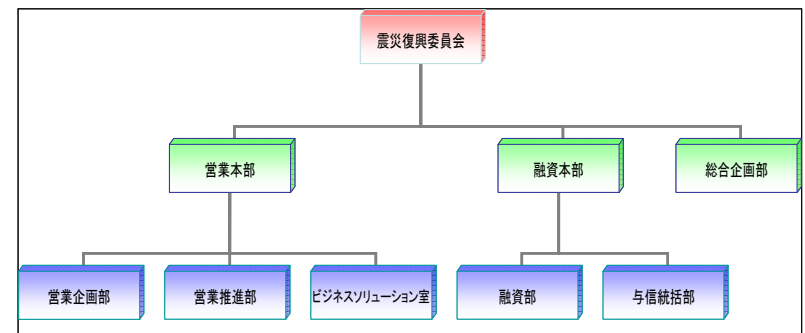 震災復興委員会
営業本部
融資本部
総合企画部
営業企画部
営業推進部
ビジネスソリューション室
融資部
与信統括部